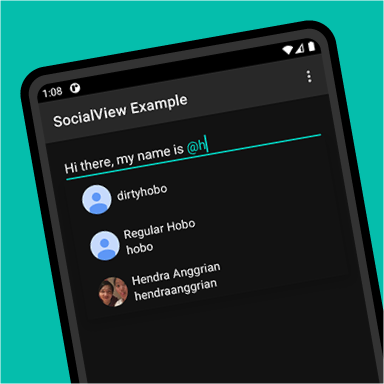 1:08
SocialView Example
Hi there, my name is @h
dirtyhobo
Regular Hobo
hobo
Hendra Anggrian
hendraanggrian